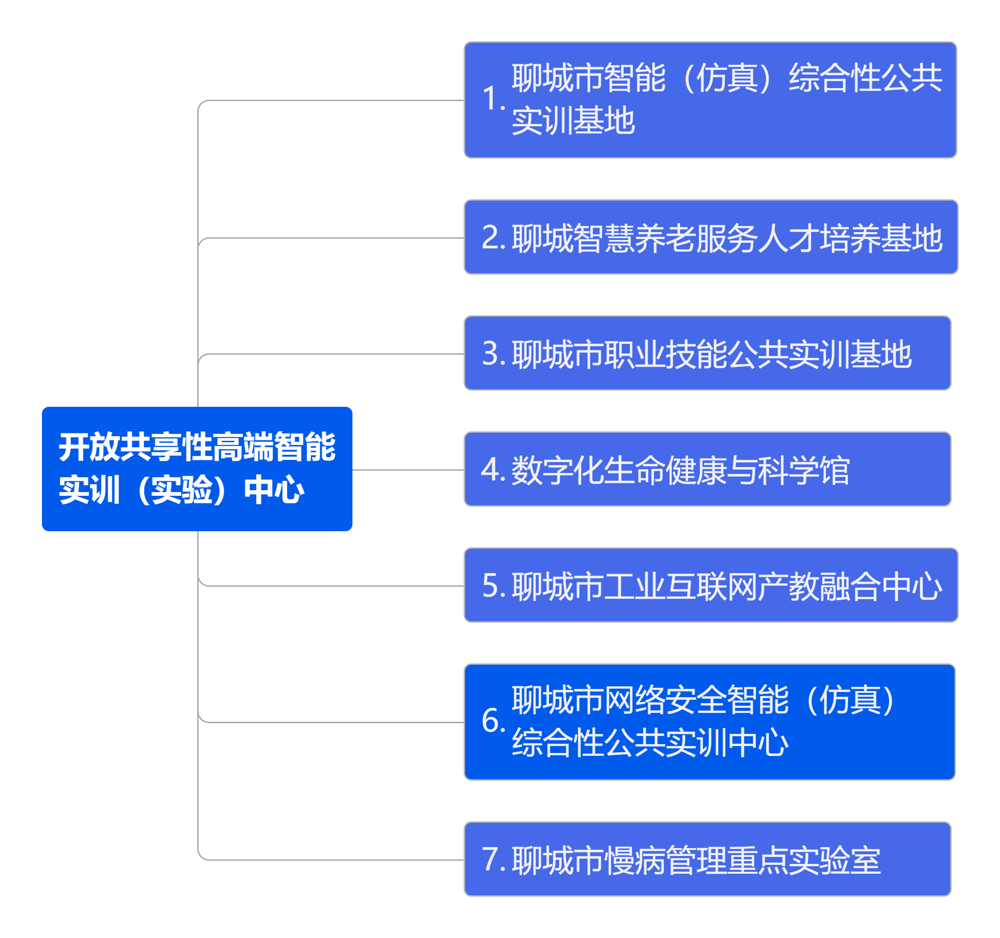 开放共享性高端智能
实训（实验）中心
1. 聊城市智能（仿真）综合性公共
实训基地
2. 聊城智慧养老服务人才培养基地
3. 聊城市职业技能公共实训基地
4. 数字化生命健康与科学馆
5. 聊城市工业互联网产教融合中心
6. 聊城市网络安全智能（仿真）
综合性公共实训中心
7. 聊城市慢病管理重点实验室